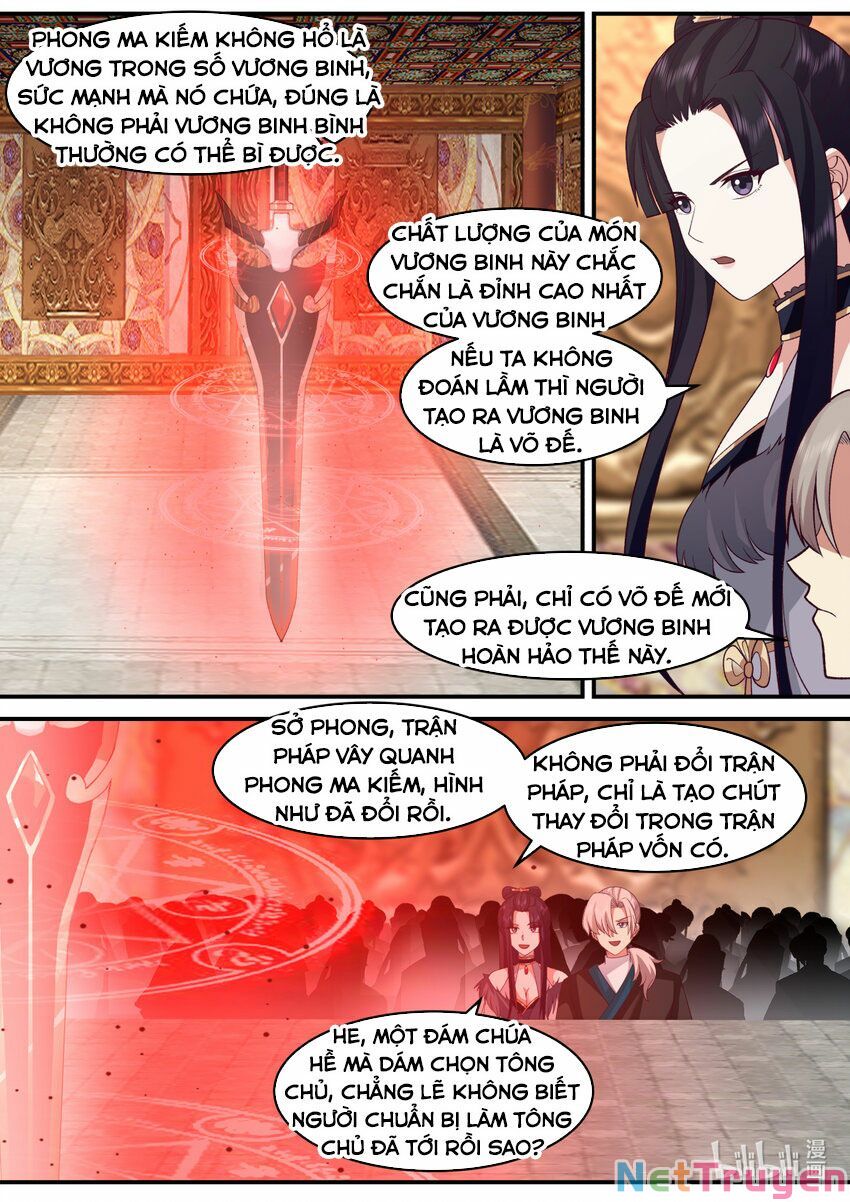 PHONG MA KIẾM KHÔNG HỔ LÀ
VƯƠNG TRONG SỐ VƯƠNG BINH,
SỨC MẠNH MÀ NÓ CHỨA, ĐÚNG LÀ
KHÔNG PHẢI VƯƠNG BINH BÌNH
THƯỜNG CÓ THỂ BÌ ĐƯỢC.
CHẤT LƯỢNG CỦA MÓN
VƯƠNG BINH NÀY CHẮC
CHẮN LÀ ĐỈNH CAO NHẤT
CỦA VƯƠNG BINH
NẾU TA KHÔNG
ĐOÁN LẦM THÌ NGƯỜI
TẠO RA VƯƠNG BINH
LÀ VÕ ĐẾ.
CŨNG PHẢI, CHỈ CÓ VÕ ĐẾ MỚI
TẠO RA ĐƯỢC VƯƠNG BINH
HOÀN HẢO THẾ NÀY.
SỞ PHONG, TRẬN
PHÁP VÂY QUANH
PHONG MA KIẾM, HÌNH
NHƯ ĐÃ ĐỔI RỒI.
KHÔNG PHẢI ĐỔI TRẬN
PHÁP, CHỈ LÀ TẠO CHÚT
THAY ĐỔI TRONG TRẬN
PHÁP VỐN CÓ.
HE, MỘT ĐÁM CHÚA
HỀ MÀ DÁM CHỌN TÔNG
CHỦ, CHẲNG LẼ KHÔNG BIẾT
NGƯỜI CHUẨN BỊ LÀM TÔNG
CHỦ ĐÃ TỚI RỒI SAO?
漫画
NetTruyen